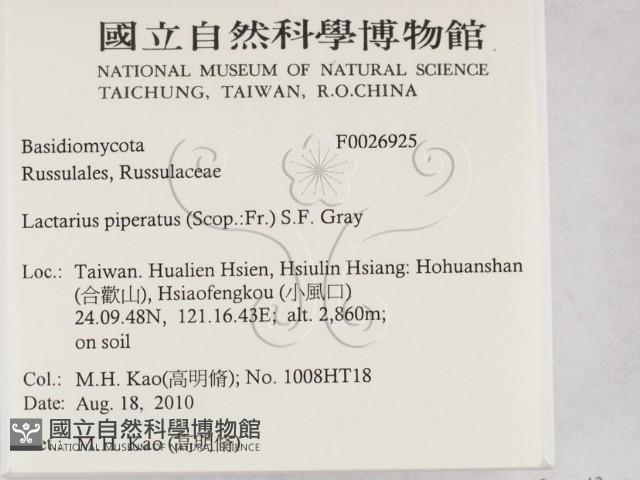 國立自然科學博物館
NATIONAL MUSEUM OF NATURAL SCIENCE
TAICHUNG, TAIWAN, R.O.CHINA
Basidiomycota F0026925
Russulales, Russulaceae
Lactarius piperatus (Scop.:Fr.) S.F. Gray
Loc.: Taiwan. Hualien Hsien, Hsiulin Hsiang: Hohuanshan
(合歡山), Hsiaofengkou (小風口)
24.09.48N, 121.16.43E; alt. 2,860m;
on soil
Col.: M.H. Kao(高明脩); No. 1008HT18
Date: Aug. 18, 2010
M.H. Kao (高明脩)
國立自然科學博物館
NATIONAL MUSEUM OF NATURAL SCIENCE